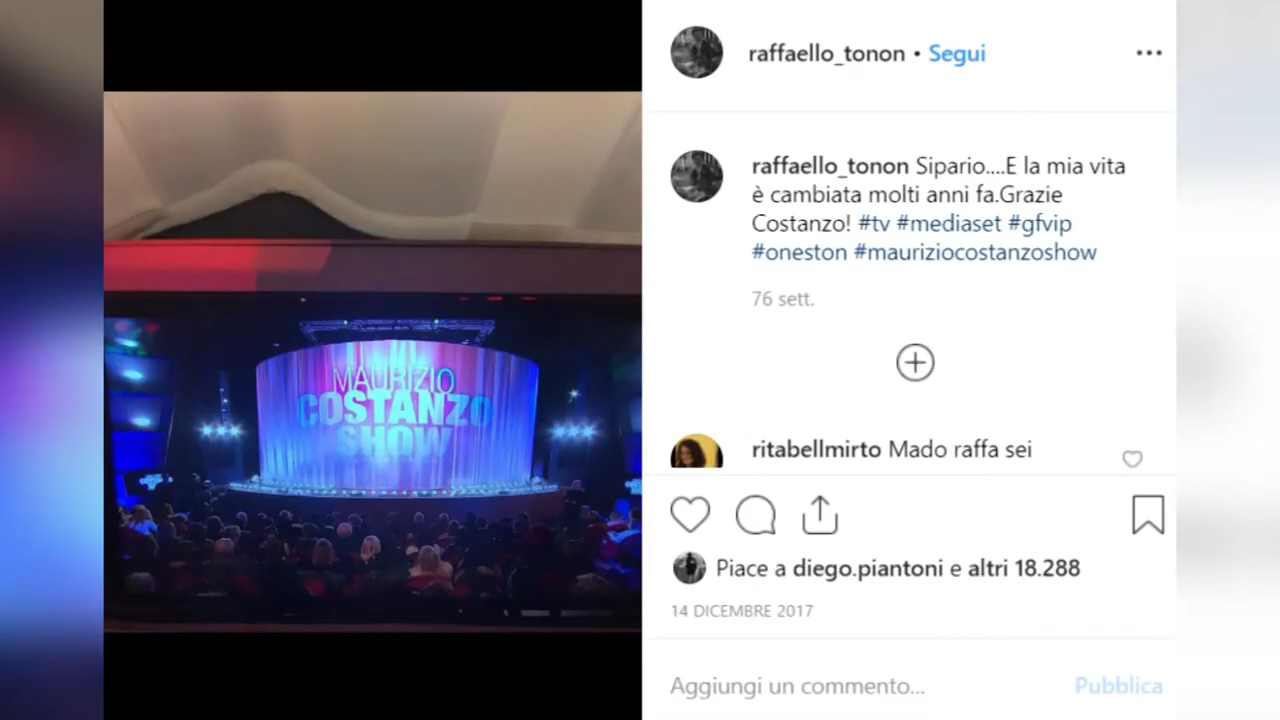 MAURIZIO
COSTANZO
SHOW
raffaello_tonon • Segui
raffaello_tonon Sipario....E la mia vita
è cambiata molti anni fa.Grazie
Costanzo! #tv #mediaset #gfvip
#oneston #mauriziocostanzoshow
76 sett.
ritabellmirto Mado raffa sei
Piace a diego.piantoni e altri 18.288
14 DICEMBRE 2017
Aggiungi un commento...
Pubblica